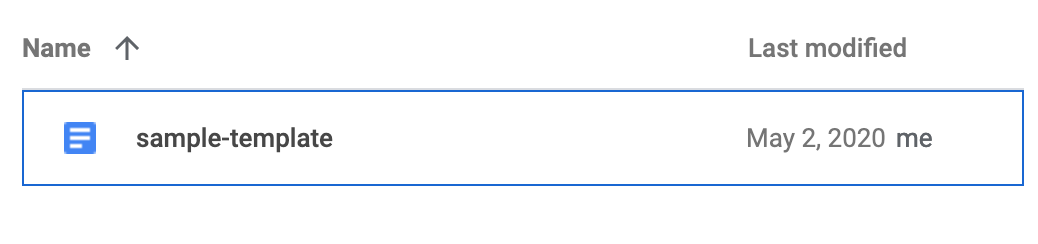 Name Last modified
sample-template May 2, 2020 me